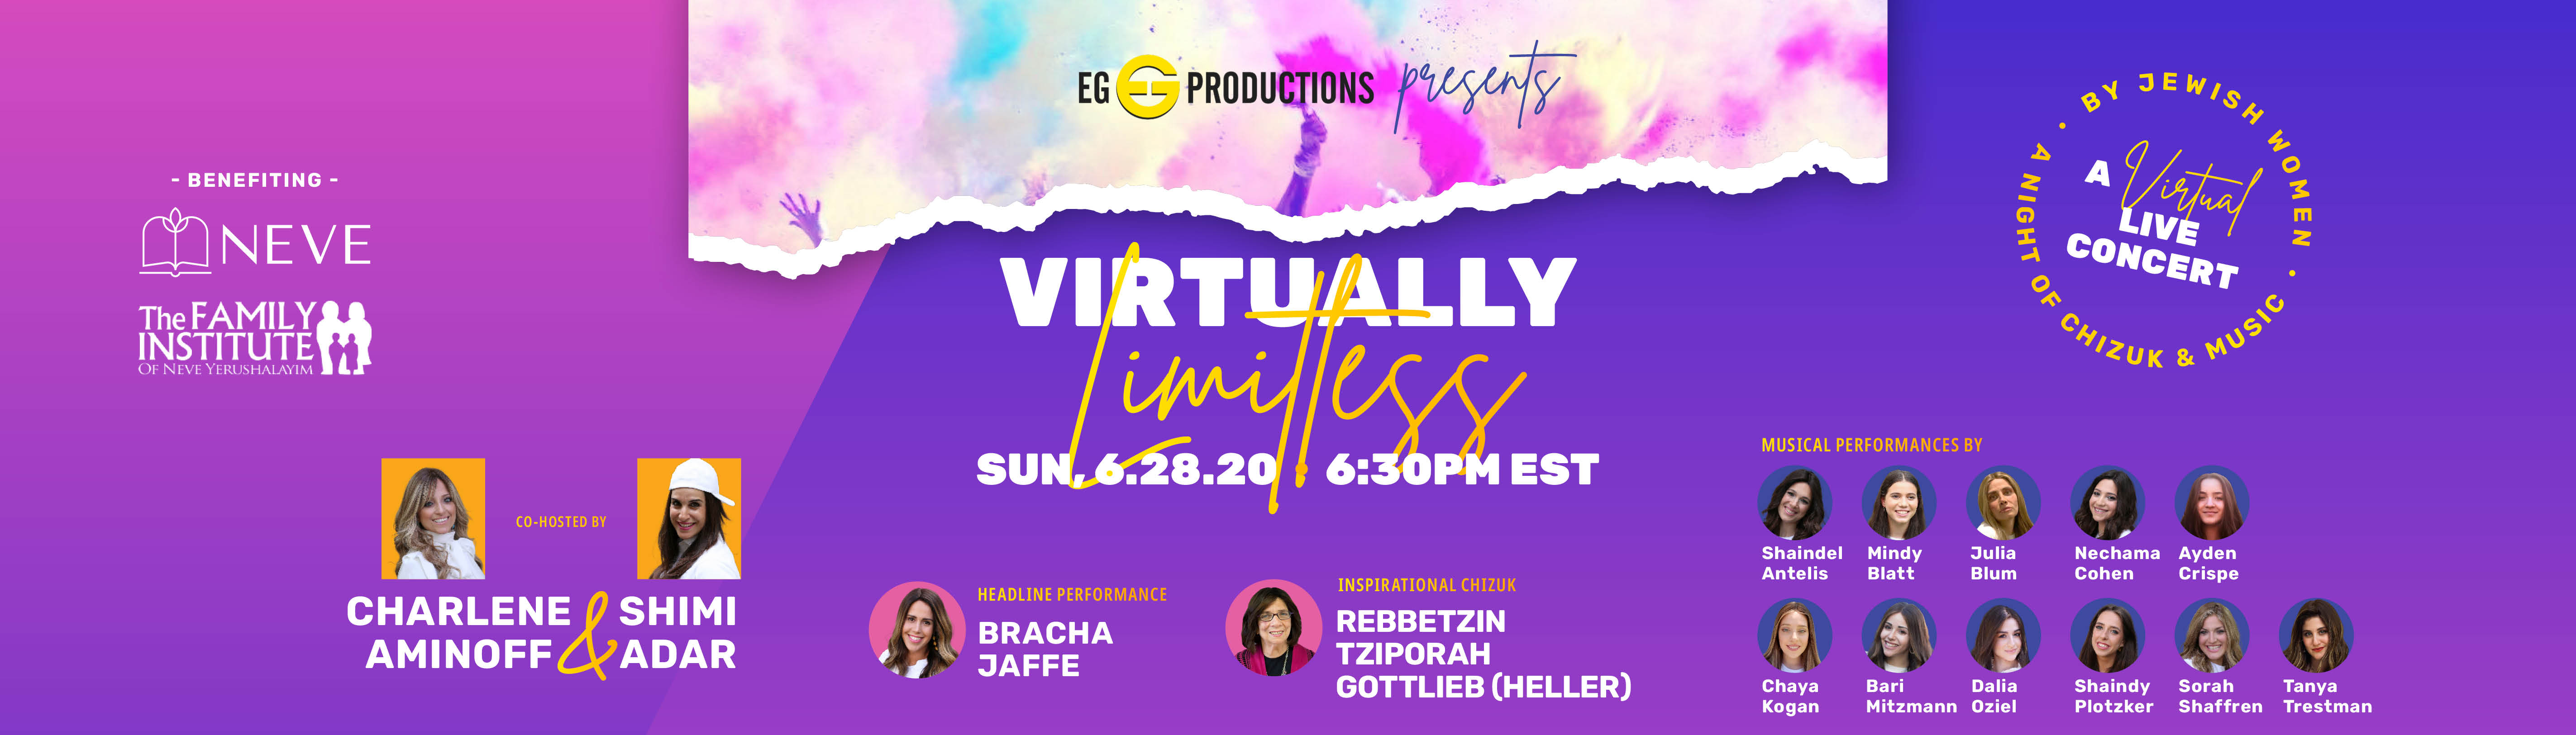 EG PRODUCTIONS presents
- BENEFITING -
NEVE
The FAMILY
INSTITUTE
OF NEVE YERUSHALAYIM
VIRTUALLY
Limitless
SUN, 6.28.20 : 6:30PM EST
A NIGHT OF CHIZUK & MUSIC • BY JEWISH WOMEN •
A Virtual
LIVE
CONCERT
CO-HOSTED BY
CHARLENE & SHIMI
AMINOFF ADAR
HEADLINE PERFORMANCE
BRACHA
JAFFE
INSPIRATIONAL CHIZUK
REBBETZIN
TZIPORAH
GOTTLIEB (HELLER)
MUSICAL PERFORMANCES BY
Shaindel Mindy Julia Nechama Ayden
Antelis Blatt Blum Cohen Crispe
Chaya Bari Dalia Shaindy Sorah Tanya
Kogan Mitzmann Oziel Plotzker Shaffren Trestman